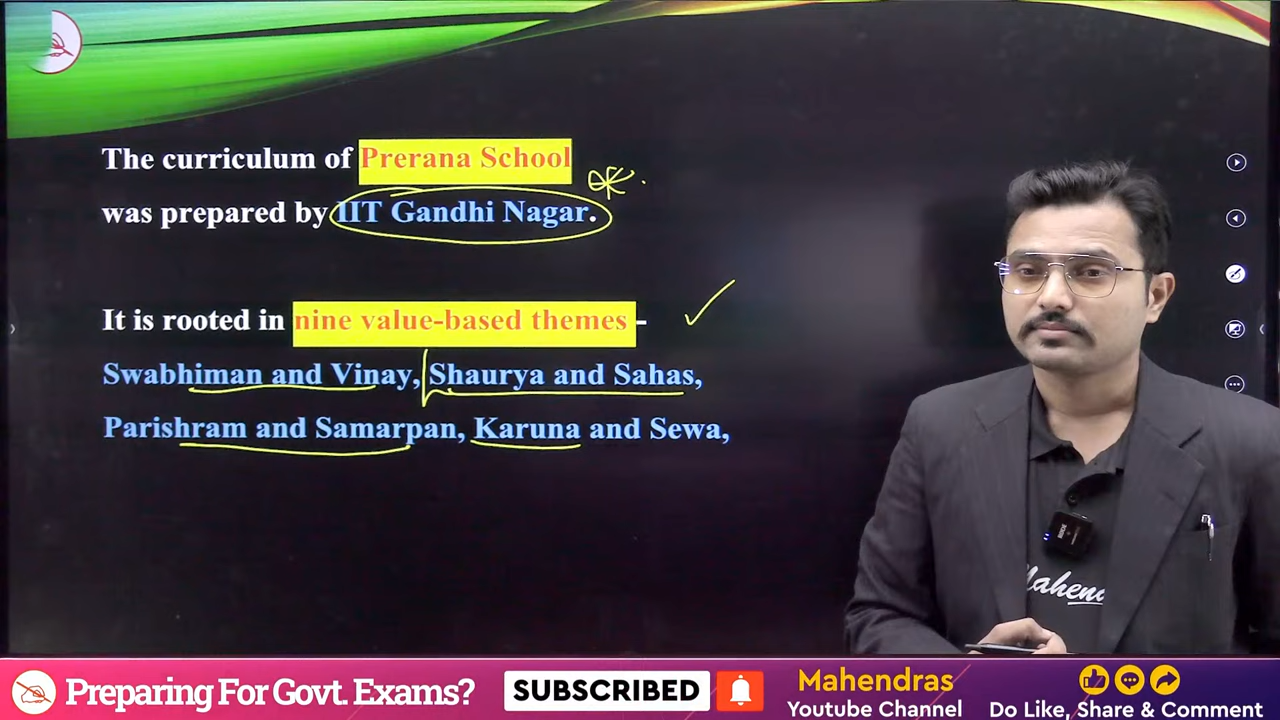 The curriculum of Prerana School
was prepared by IIT Gandhi Nagar.
It is rooted in nine value-based themes -
Swabhiman and Vinay, Shaurya and Sahas,
Parishram and Samarpan, Karuna and Sewa,
Preparing For Govt. Exams?
SUBSCRIBED
Mahendras
Youtube Channel
Do Like, Share & Comment